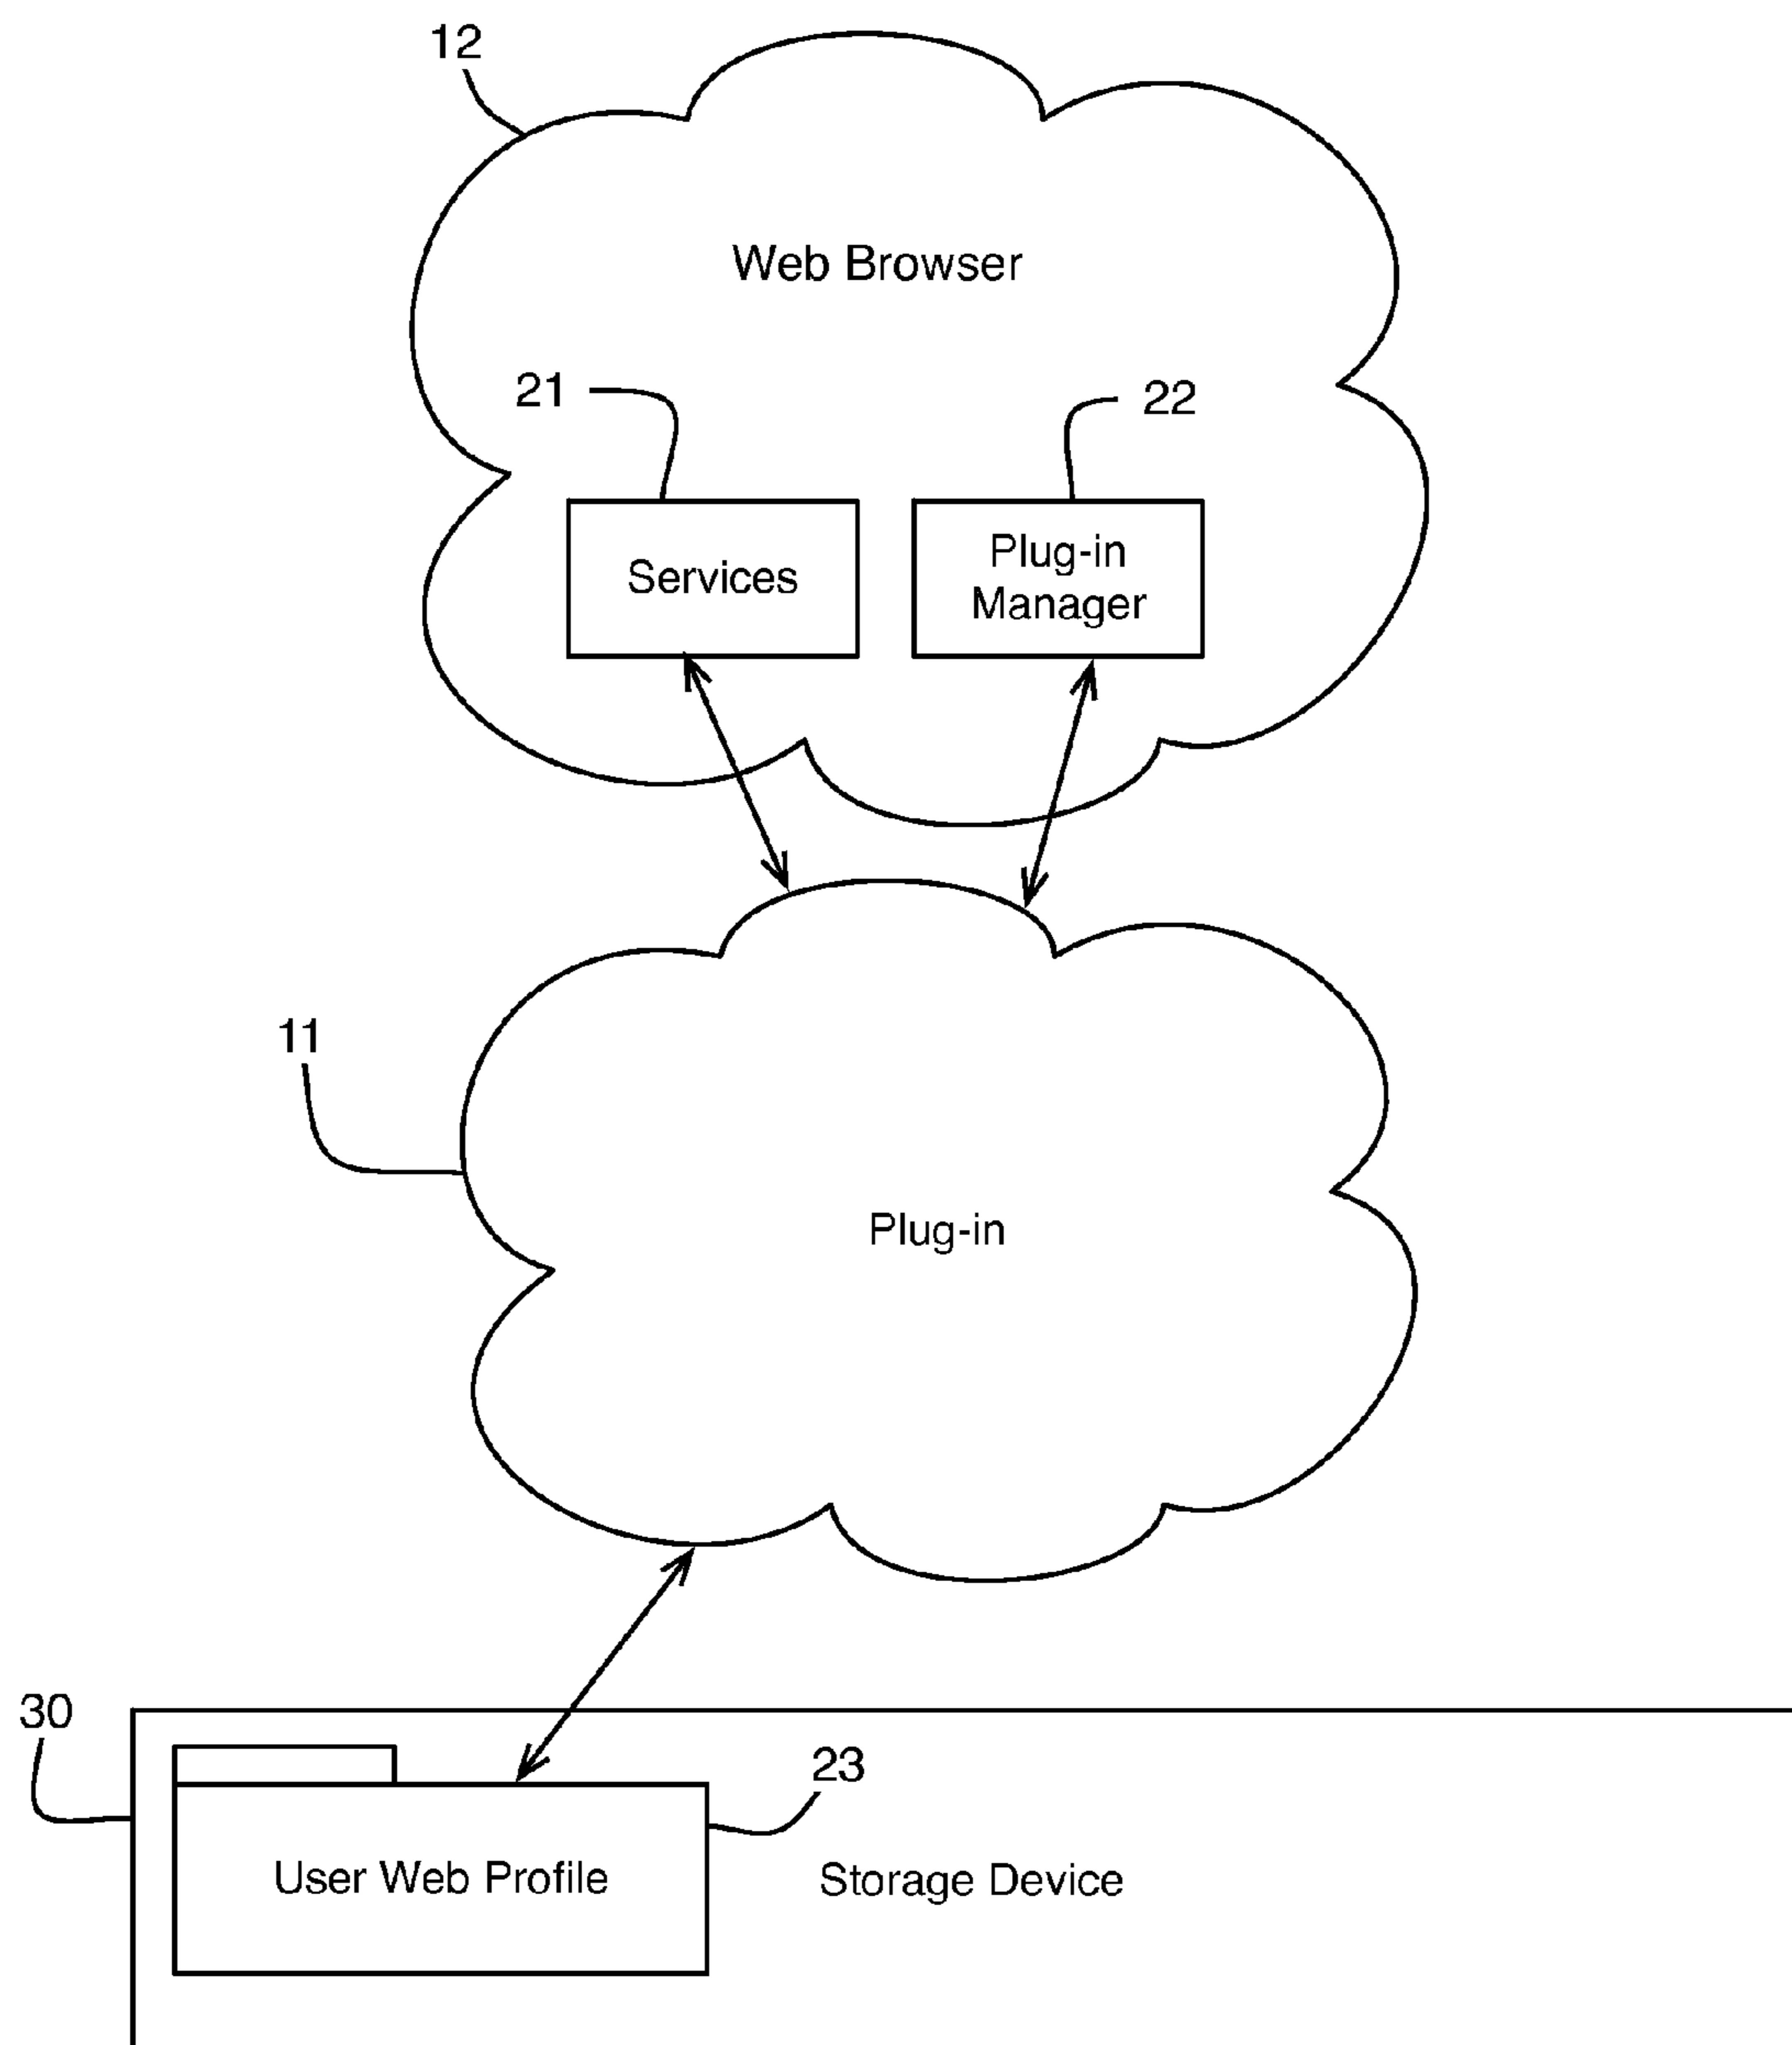 12
Web Browser
21
22
Services
Plug-in
Manager
11
Plug-in
30
23
User Web Profile
Storage Device